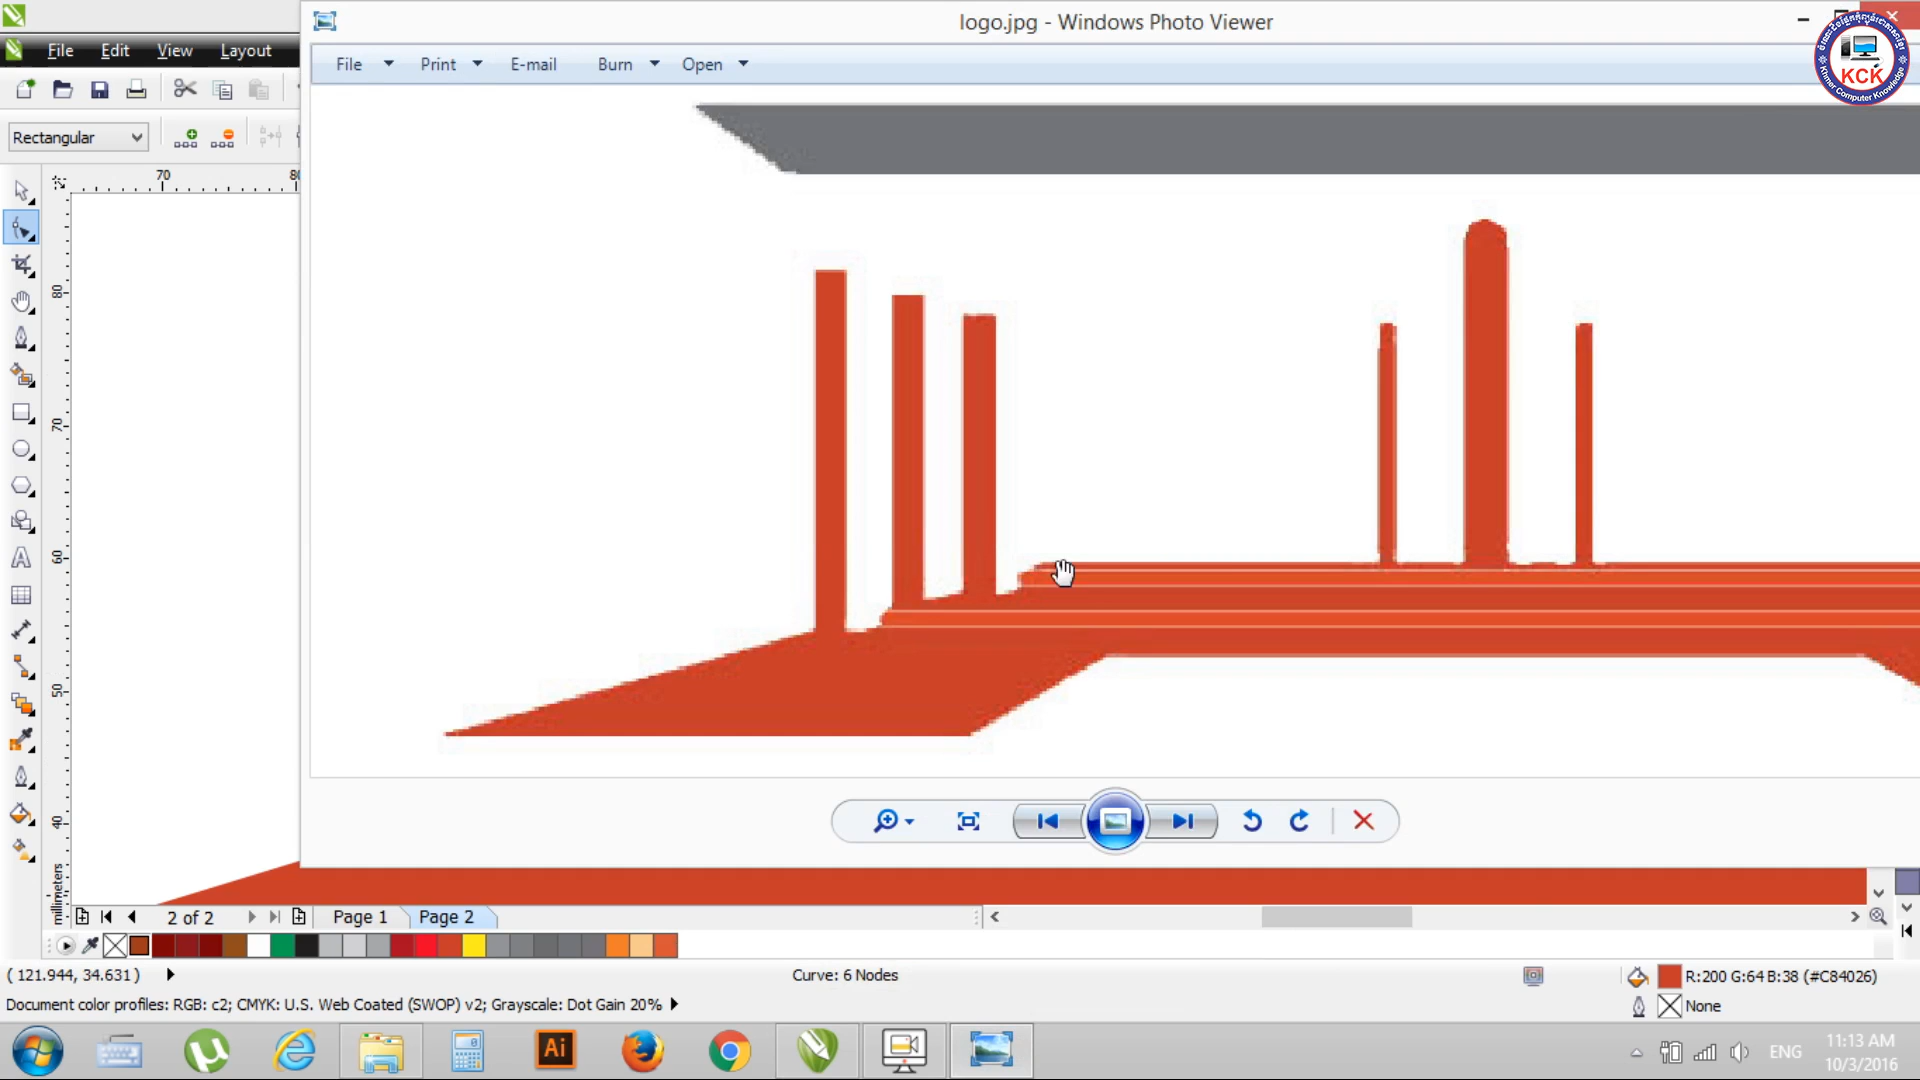 logo.jpg - Windows Photo Viewer
File Edit View Layout
File Print E-mail Burn Open
KCK
Khmer Computer Knowledge
Rectangular
70
80
70
60
50
40
millimeters
2 of 2 Page 1 Page 2
( 121.944, 34.631 ) Curve: 6 Nodes R:200 G:64 B:38 (#C84026)
Document color profiles: RGB: c2; CMYK: U.S. Web Coated (SWOP) v2; Grayscale: Dot Gain 20% None
Ai
ENG
11:13 AM
10/3/2016